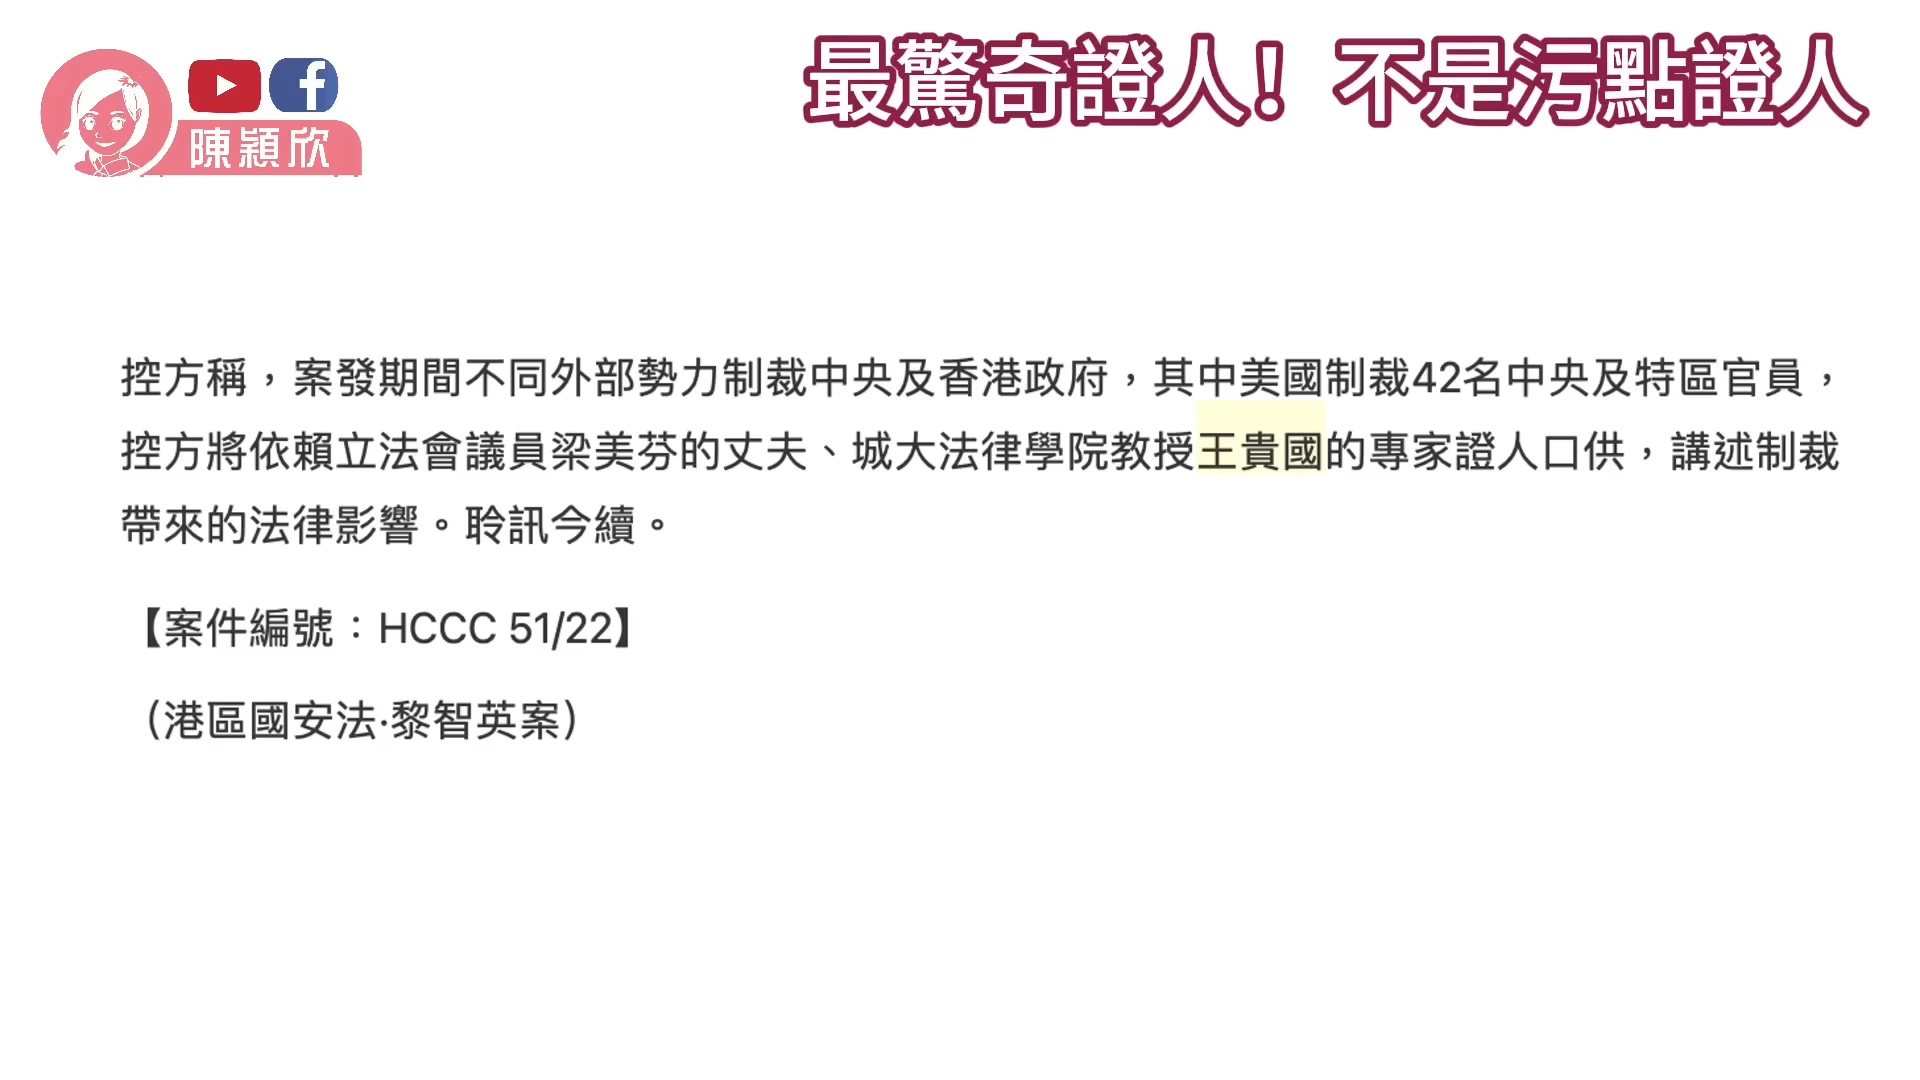 最驚奇證人！不是污點證人
陳穎欣
控方稱，案發期間不同外部勢力制裁中央及香港政府，其中美國制裁42名中央及特區官員，
控方將依賴立法會議員梁美芬的丈夫、城大法律學院教授王貴國的專家證人口供，講述制裁
帶來的法律影響。聆訊今續。
【案件編號：HCCC 51/22】
（港區國安法·黎智英案）